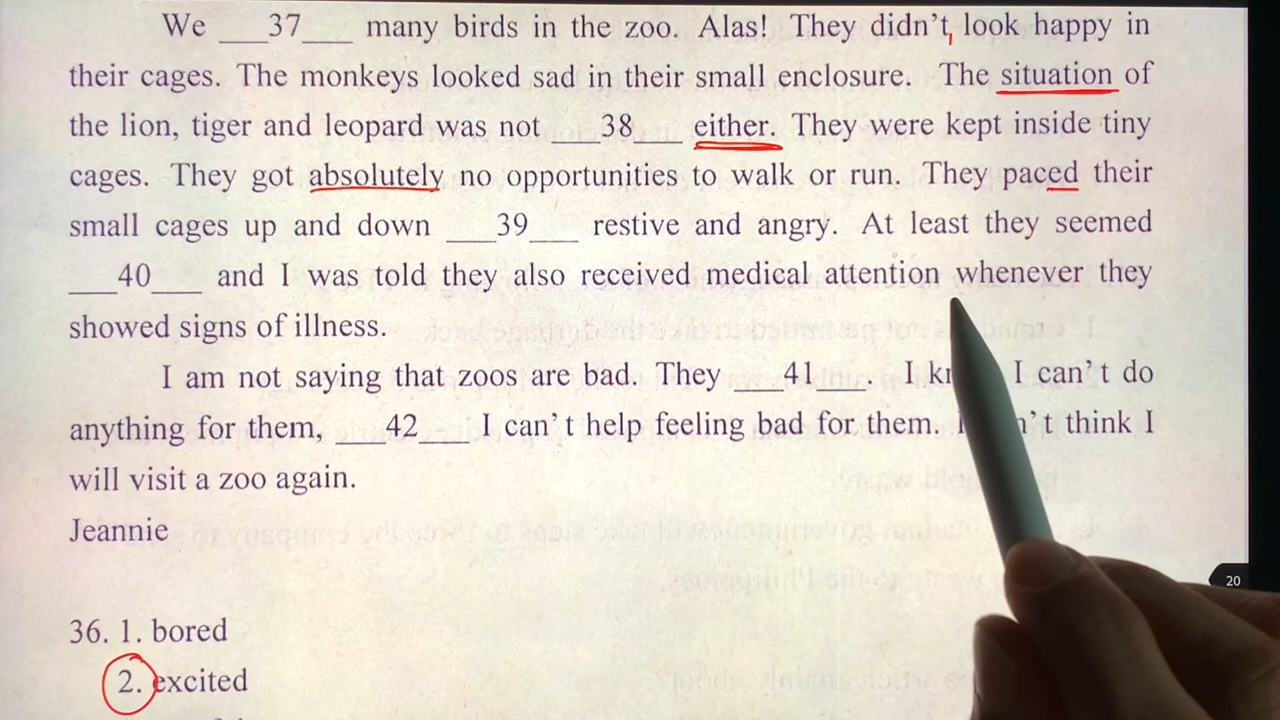 We ___37___ many birds in the zoo. Alas! They didn't look happy in
their cages. The monkeys looked sad in their small enclosure. The situation of
the lion, tiger and leopard was not ___38___ either. They were kept inside tiny
cages. They got absolutely no opportunities to walk or run. They paced their
small cages up and down ___39___ restive and angry. At least they seemed
___40___ and I was told they also received medical attention whenever they
showed signs of illness.
I am not saying that zoos are bad. They ___41___. I I can't do
anything for them, ___42___ I can't help feeling bad for them. think I
will visit a zoo again.
Jeannie
20
36. 1. bored
2. excited